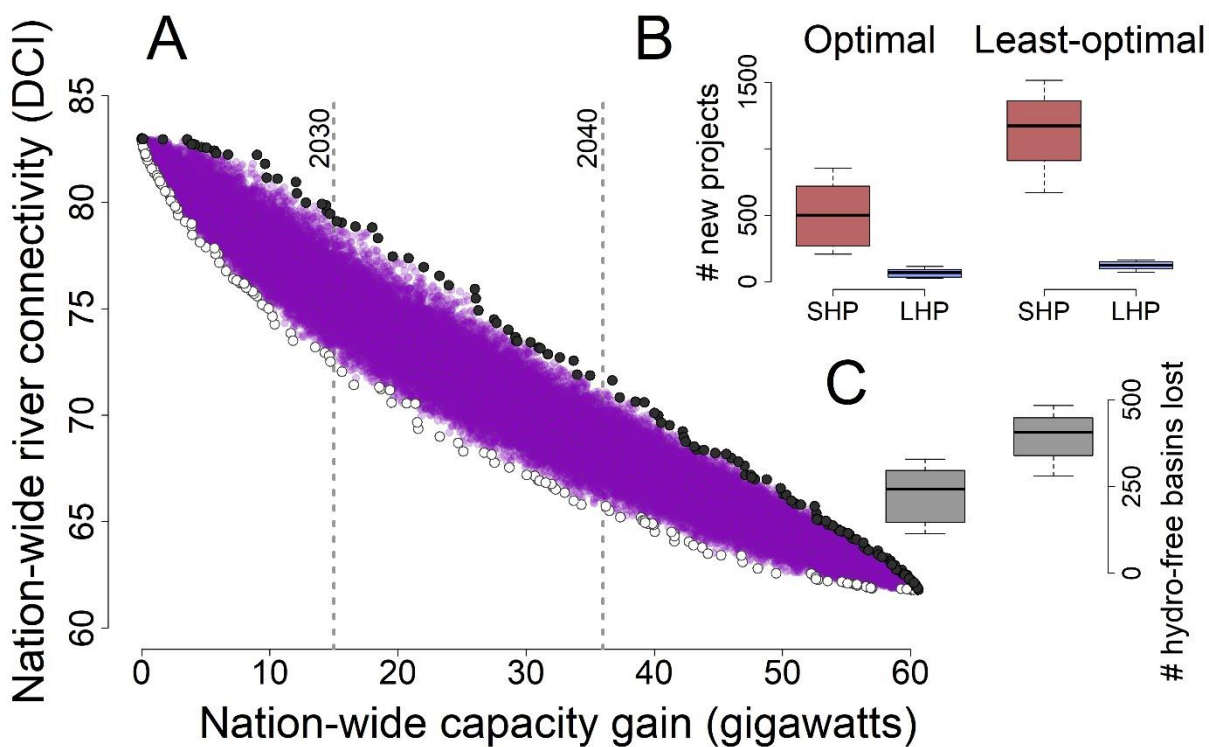 A
Nation-wide river connectivity (DCI)
85
80
75
70
65
60
2030
2040
0
10
20
30
40
50
60
Nation-wide capacity gain (gigawatts)
B
Optimal
Least-optimal
# new projects
1500
500
0
SHP
LHP
SHP
LHP
C
500
250
0
# hydro-free basins lost